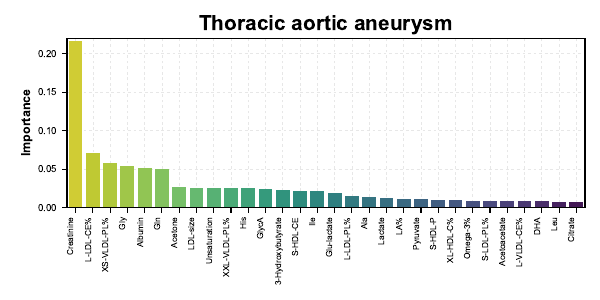 Thoracic aortic aneurysm
Importance
0.20
0.15
0.10
0.05
0.00
Creatinine
L-LDL-CE%
XS-VLDL-PL%
Gly
Albumin
Gln
Acetone
LDL-size
Unsaturation
XXL-VLDL-PL%
His
GlycA
3-Hydroxybutyrate
S-HDL-CE
Ile
Glu-lactate
L-LDL-PL%
Ala
Lactate
LA%
Pyruvate
S-HDL-P
XL-HDL-C%
Omega-3%
S-LDL-PL%
Acetoacetate
L-VLDL-CE%
DHA
Leu
Citrate